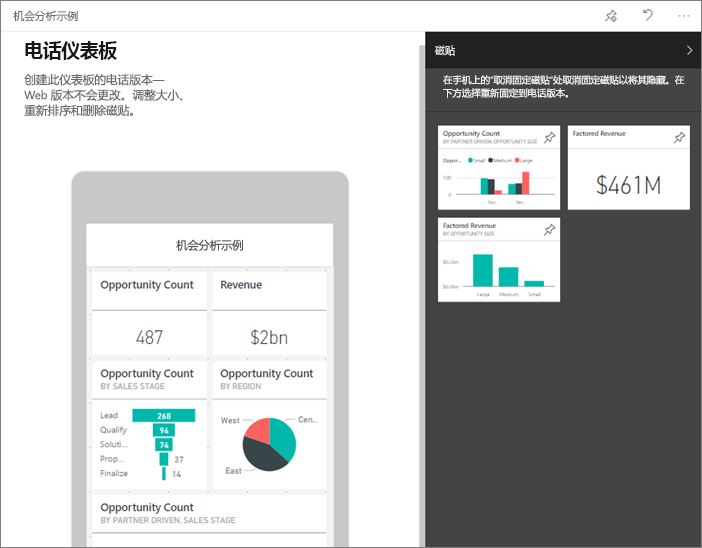 机会分析示例
电话仪表板
创建此仪表板的电话版本—
Web 版本不会更改。调整大小、
重新排序和删除磁贴。
机会分析示例
Opportunity Count
487
Revenue
$2bn
Opportunity Count
BY SALES STAGE
Lead 268
Qualify 94
Soluti... 74
Prop... 37
Finalize 14
Opportunity Count
BY REGION
West
Cen..
East
Opportunity Count
BY PARTNER DRIVEN, SALES STAGE
磁贴
在手机上的“取消固定磁贴”处取消固定磁贴以将其隐藏。在
下方选择重新固定到电话版本。
Opportunity Count
BY PARTNER DRIVEN, OPPORTUNITY SIZE
Oppor... Small Medium Large
100
0
No Yes
Factored Revenue
$461M
Factored Revenue
BY OPPORTUNITY SIZE
$0.2bn
$0.0bn
Large Medium Small